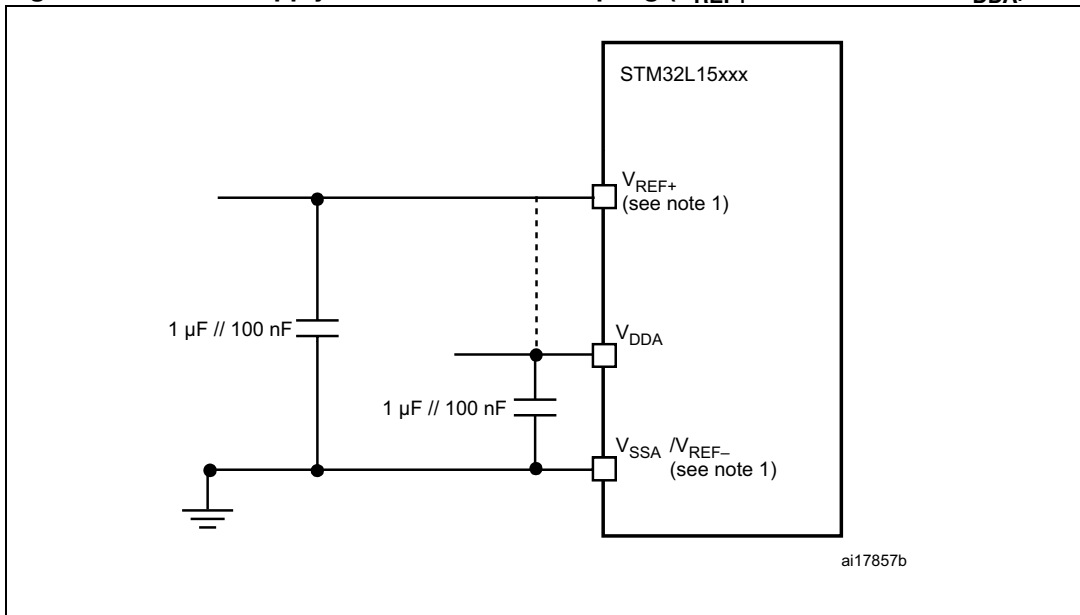 STM32L15xxx
VREF+
(see note 1)
1 µF // 100 nF
VDDA
1 µF // 100 nF
VSSA /VREF–
(see note 1)
ai17857b